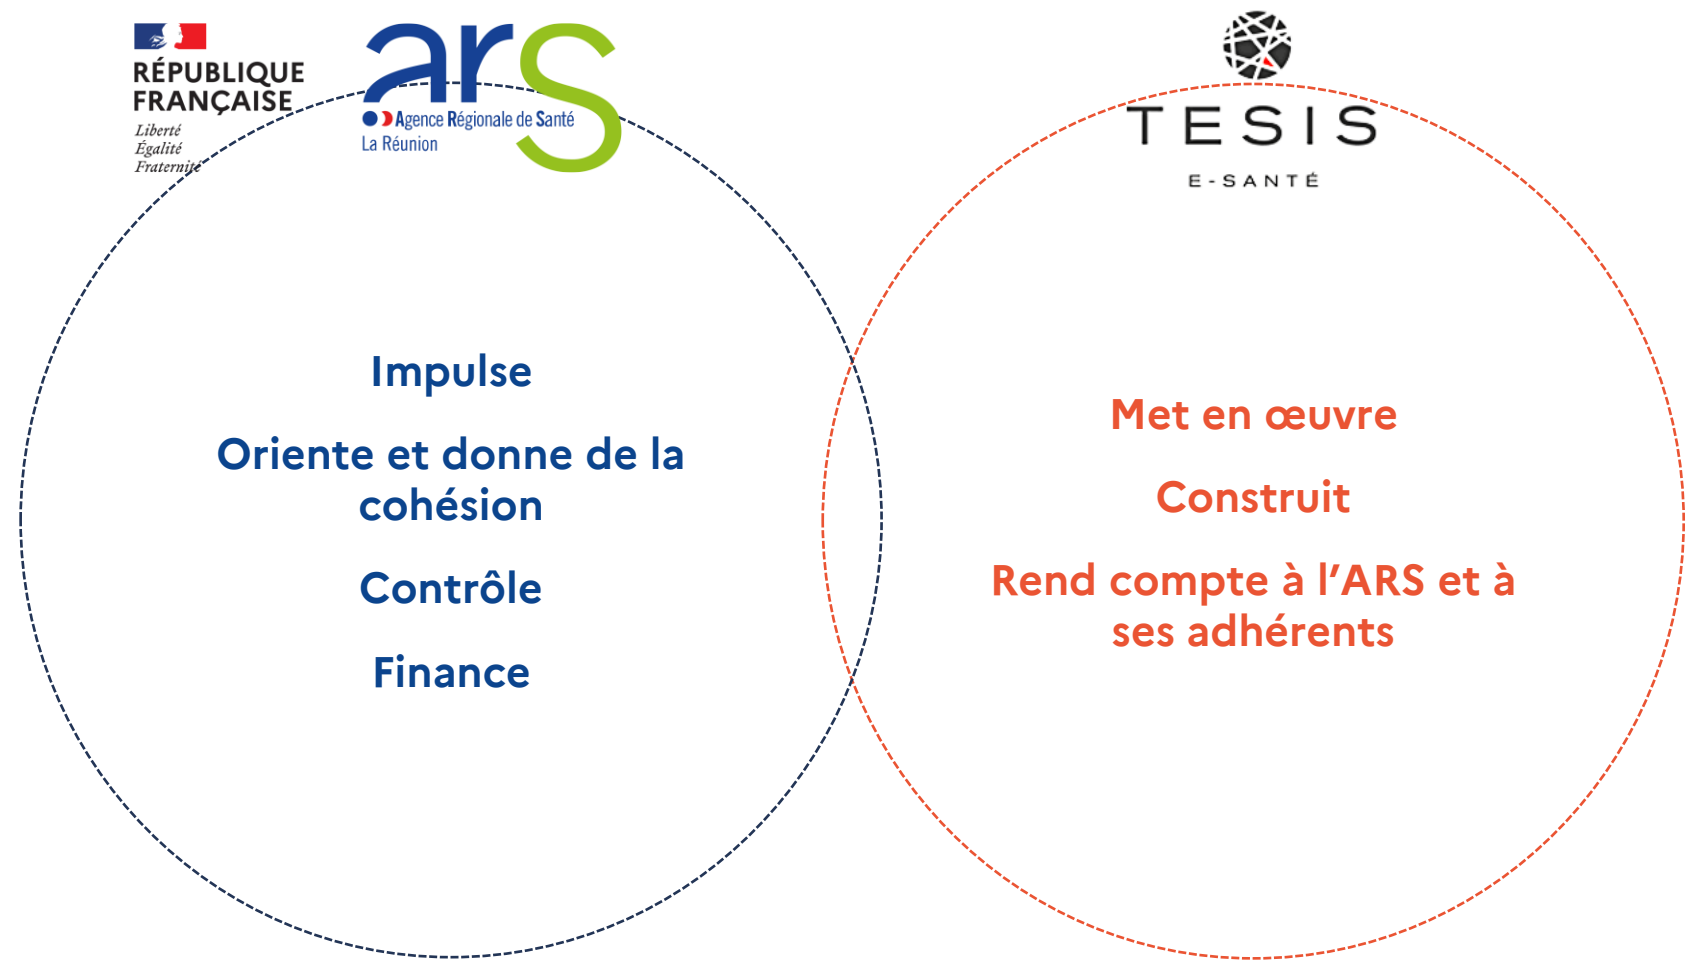 RÉPUBLIQUE
FRANÇAISE
Liberté
Égalité
Fraternité
ars
Agence Régionale de Santé
La Réunion
TESIS
E-SANTÉ
Impulse
Oriente et donne de la
cohésion
Contrôle
Finance
Met en œuvre
Construit
Rend compte à l’ARS et à
ses adhérents